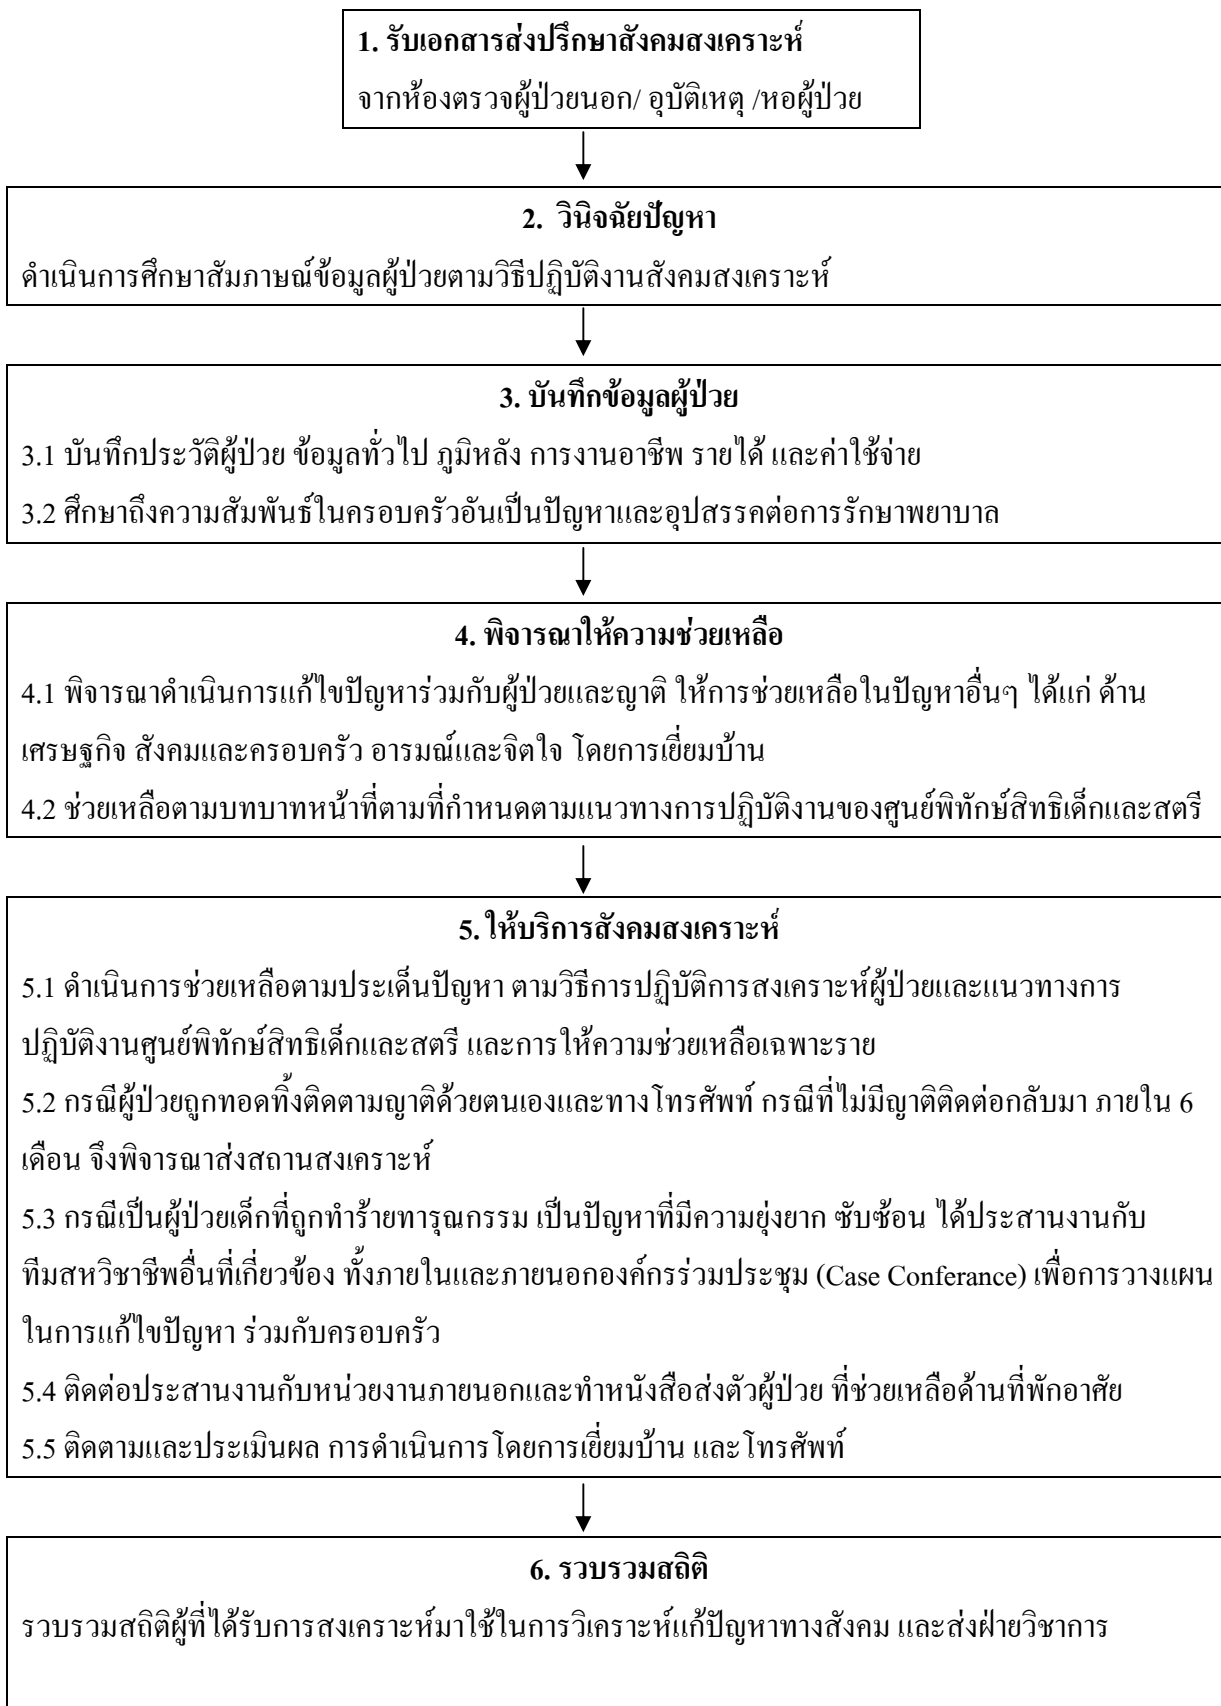 1. รับเอกสารส่งปรึกษาสังคมสงเคราะห์
จากห้องตรวจผู้ป่วยนอก/ อุบัติเหตุ /หอผู้ป่วย
2. วินิจฉัยปัญหา
ดำเนินการศึกษาสัมภาษณ์ข้อมูลผู้ป่วยตามวิธีปฏิบัติงานสังคมสงเคราะห์
3. บันทึกข้อมูลผู้ป่วย
3.1 บันทึกประวัติผู้ป่วย ข้อมูลทั่วไป ภูมิหลัง การงานอาชีพ รายได้ และค่าใช้จ่าย
3.2 ศึกษาถึงความสัมพันธ์ในครอบครัวอันเป็นปัญหาและอุปสรรคต่อการรักษาพยาบาล
4. พิจารณาให้ความช่วยเหลือ
4.1 พิจารณาดำเนินการแก้ไขปัญหาร่วมกับผู้ป่วยและญาติ ให้การช่วยเหลือในปัญหาอื่นๆ ได้แก่ ด้าน
เศรษฐกิจ สังคมและครอบครัว อารมณ์และจิตใจ โดยการเยี่ยมบ้าน
4.2 ช่วยเหลือตามบทบาทหน้าที่ตามที่กำหนดตามแนวทางการปฏิบัติงานของศูนย์พิทักษ์สิทธิเด็กและสตรี
5. ให้บริการสังคมสงเคราะห์
5.1 ดำเนินการช่วยเหลือตามประเด็นปัญหา ตามวิธีการปฏิบัติการสงเคราะห์ผู้ป่วยและแนวทางการ
ปฏิบัติงานศูนย์พิทักษ์สิทธิเด็กและสตรี และการให้ความช่วยเหลือเฉพาะราย
5.2 กรณีผู้ป่วยถูกทอดทิ้งติดตามญาติด้วยตนเองและทางโทรศัพท์ กรณีที่ไม่มีญาติติดต่อกลับมา ภายใน 6
เดือน จึงพิจารณาส่งสถานสงเคราะห์
5.3 กรณีเป็นผู้ป่วยเด็กที่ถูกทำร้ายทารุณกรรม เป็นปัญหาที่มีความยุ่งยาก ซับซ้อน ได้ประสานงานกับ
ทีมสหวิชาชีพอื่นที่เกี่ยวข้อง ทั้งภายในและภายนอกองค์กรร่วมประชุม (Case Conferance) เพื่อการวางแผน
ในการแก้ไขปัญหา ร่วมกับครอบครัว
5.4 ติดต่อประสานงานกับหน่วยงานภายนอกและทำหนังสือส่งตัวผู้ป่วย ที่ช่วยเหลือด้านที่พักอาศัย
5.5 ติดตามและประเมินผล การดำเนินการโดยการเยี่ยมบ้าน และโทรศัพท์
6. รวบรวมสถิติ
รวบรวมสถิติผู้ที่ได้รับการสงเคราะห์มาใช้ในการวิเคราะห์แก้ปัญหาทางสังคม และส่งฝ่ายวิชาการ